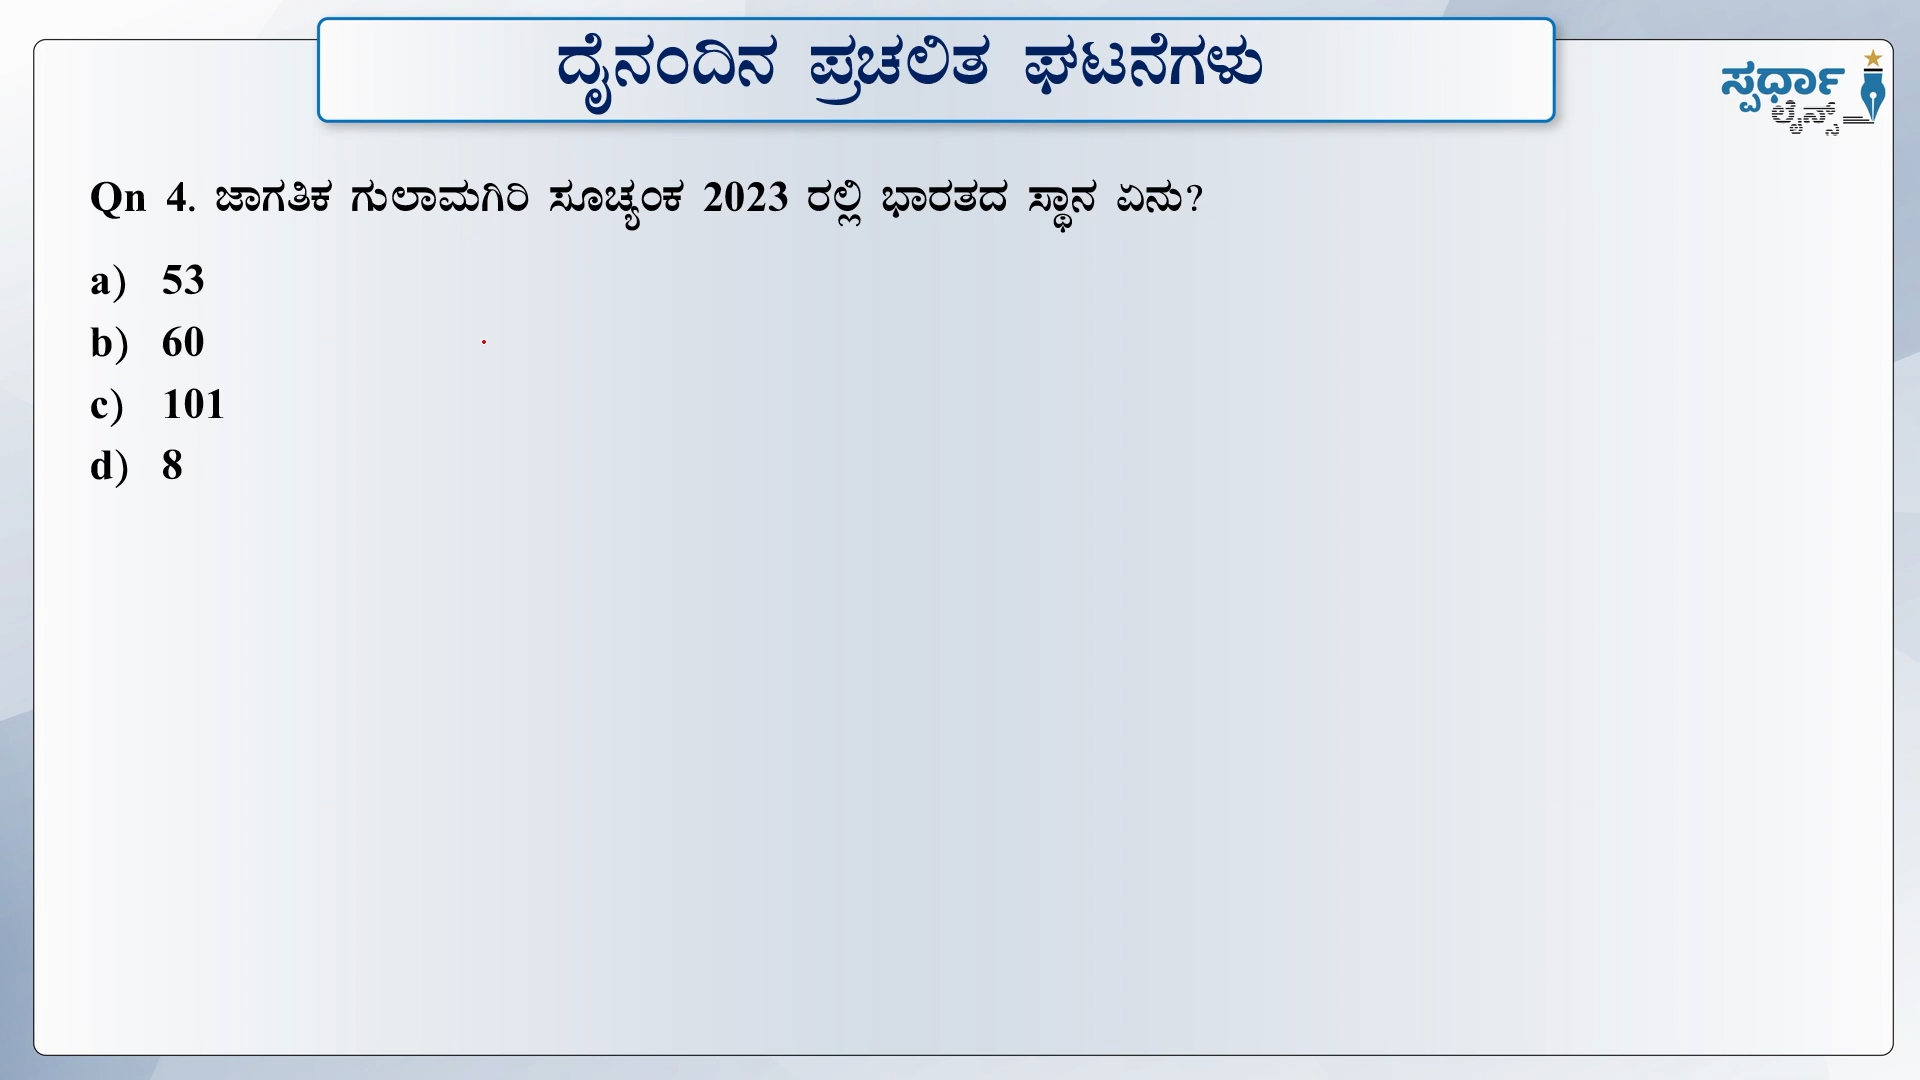 ದೈನಂದಿನ ಪ್ರಚಲಿತ ಘಟನೆಗಳು
ಸ್ಪರ್ಧಾ
ಲೈನ್ಸ್
Qn 4. ಜಾಗತಿಕ ಗುಲಾಮಗಿರಿ ಸೂಚ್ಯಂಕ 2023 ರಲ್ಲಿ ಭಾರತದ ಸ್ಥಾನ ಏನು?
a) 53
b) 60
c) 101
d) 8